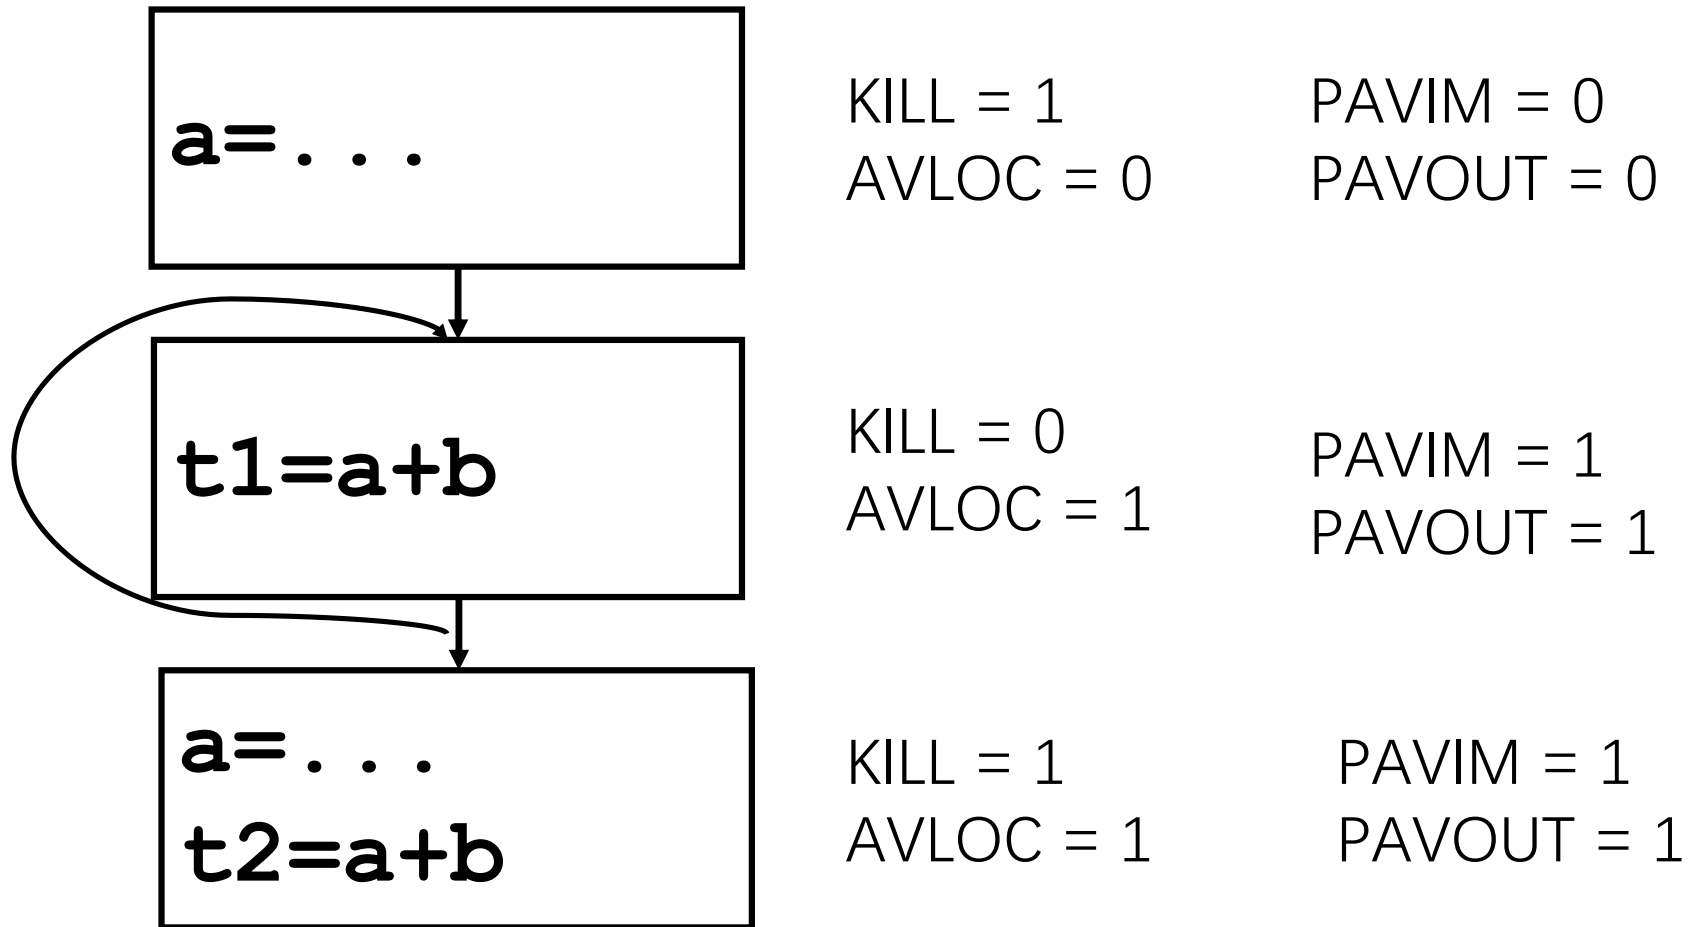 a=...
KILL = 1
AVLOC = 0
PAVIM = 0
PAVOUT = 0
t1=a+b
KILL = 0
AVLOC = 1
PAVIM = 1
PAVOUT = 1
a=...
t2=a+b
KILL = 1
AVLOC = 1
PAVIM = 1
PAVOUT = 1